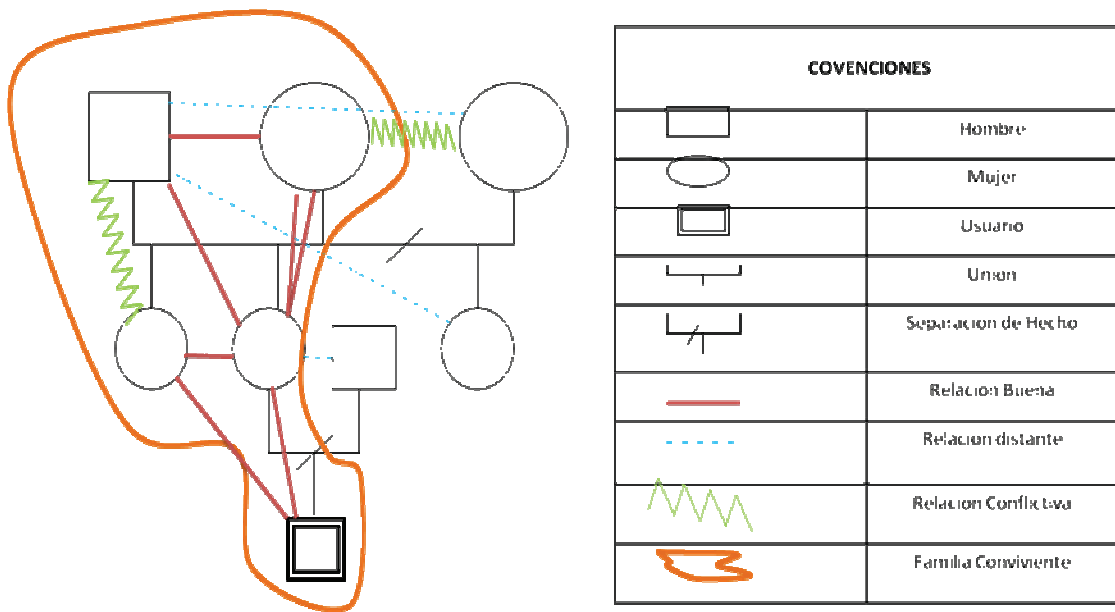 COVENCIONES
Hombre
Mujer
Usuario
Union
Separacion de Hecho
Relacion Buena
Relacion distante
Relacion Conflictiva
Familia Conviviente